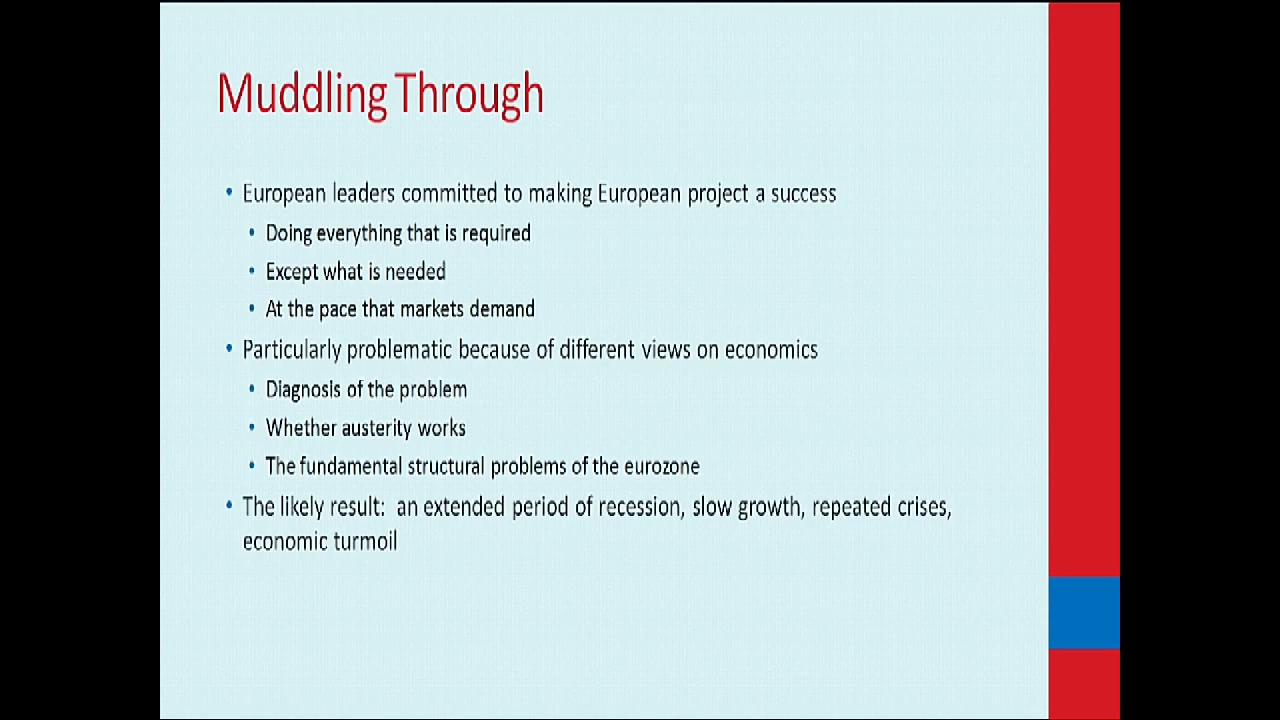 Muddling Through
• European leaders committed to making European project a success
• Doing everything that is required
• Except what is needed
• At the pace that markets demand
• Particularly problematic because of different views on economics
• Diagnosis of the problem
• Whether austerity works
• The fundamental structural problems of the eurozone
• The likely result:  an extended period of recession, slow growth, repeated crises,
economic turmoil